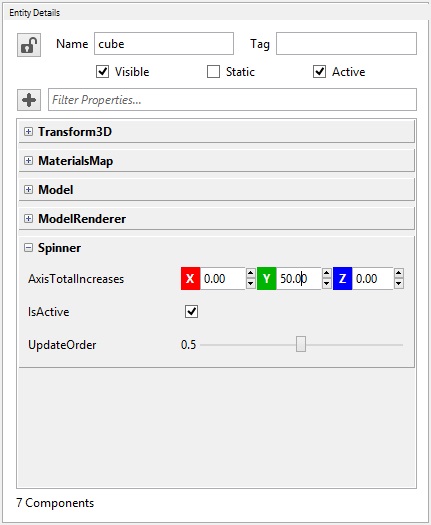 Entity Details
Name cube Tag
Visible Static Active
Filter Properties...
Transform3D
MaterialsMap
Model
ModelRenderer
Spinner
AxisTotalIncreases X 0.00 Y 50.00 Z 0.00
IsActive
UpdateOrder 0.5
7 Components